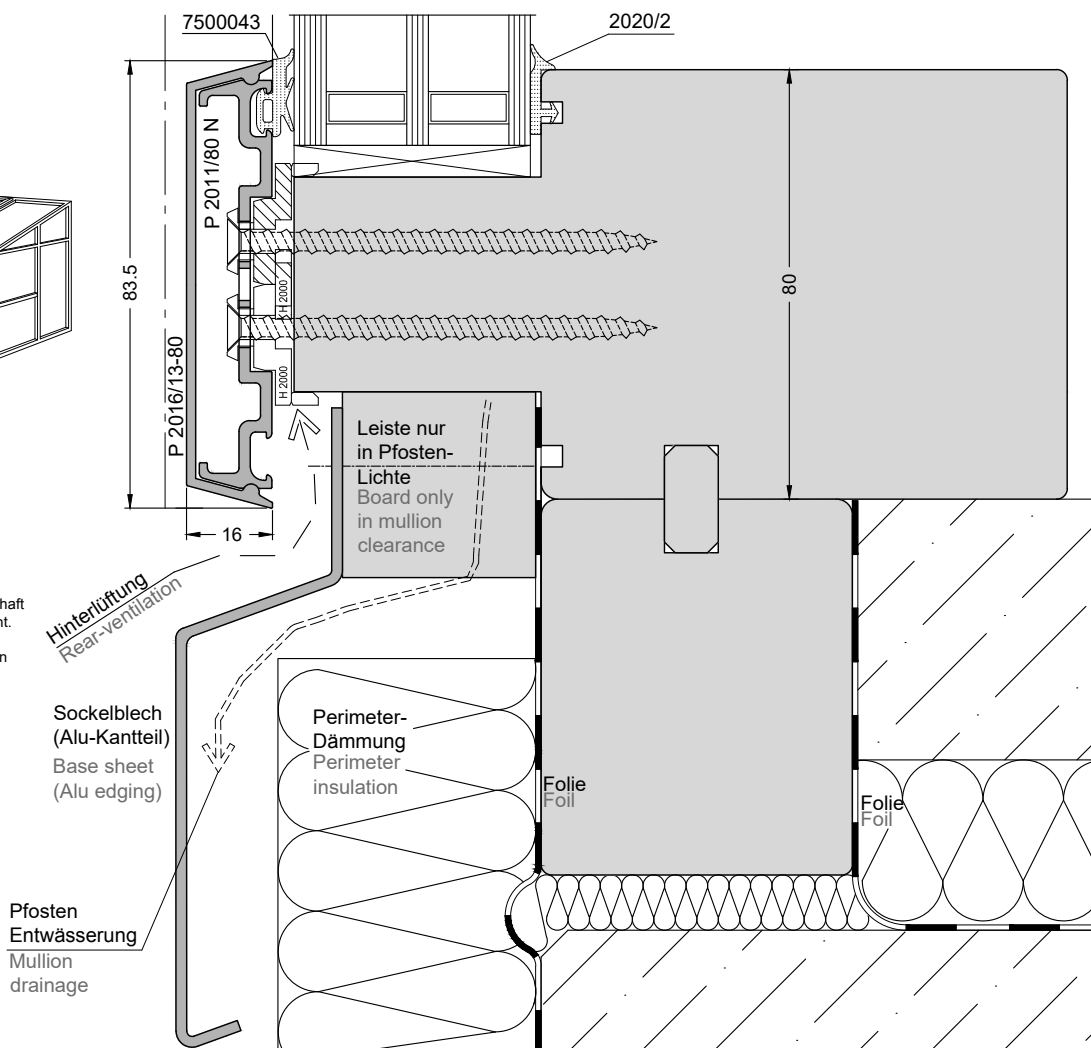 7500043
2020/2
P 2011/80 N
83.5
80
P 2016/13-80
H 2000
H 2000
16
Leiste nur
in Pfosten-
Lichte
Board only
in mullion
clearance
Hinterlüftung
Rear-ventilation
haft
nt.
n
Sockelblech
(Alu-Kantteil)
Base sheet
(Alu edging)
Perimeter-
Dämmung
Perimeter
insulation
Folie
Foil
Folie
Foil
Pfosten
Entwässerung
Mullion
drainage